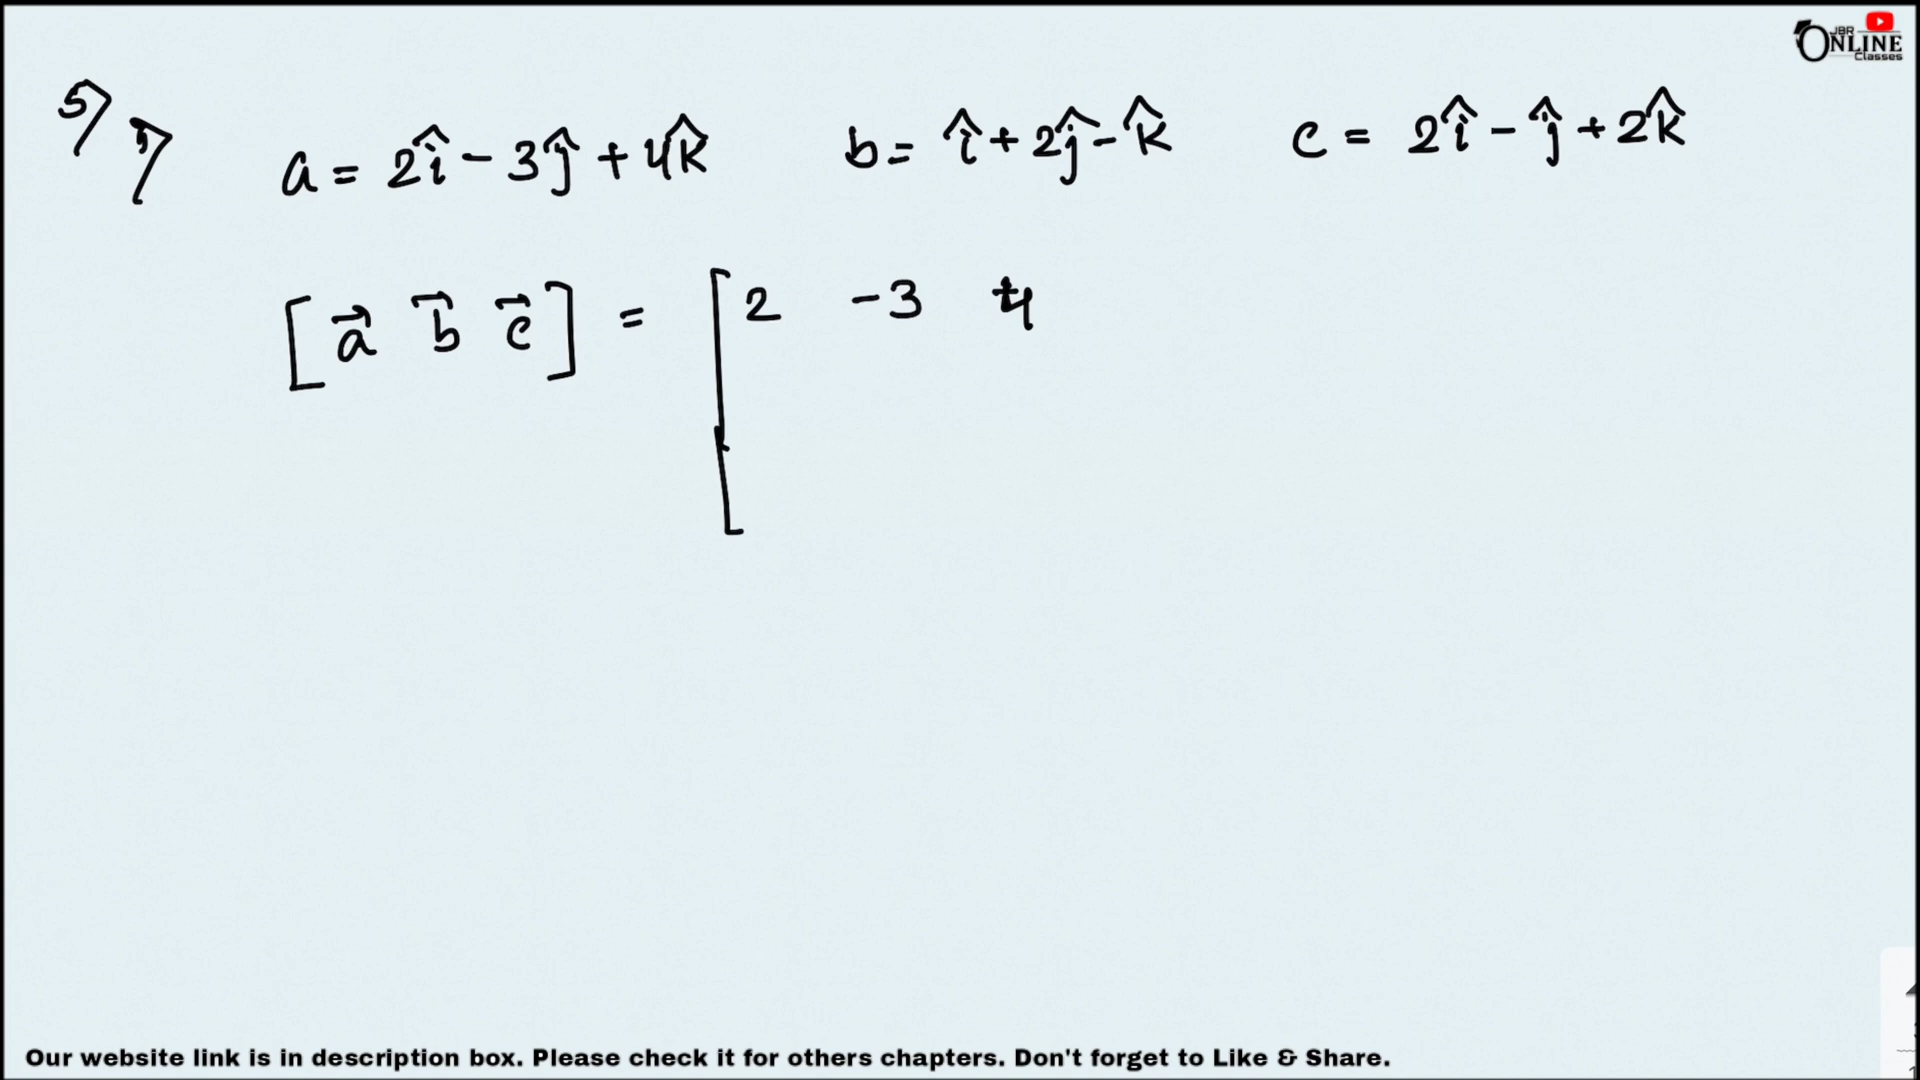 JBR
ONLINE
Classes
5) 1) a = 2î - 3ĵ + 4k̂ b = î + 2ĵ - k̂ c = 2î - ĵ + 2k̂
[a⃗ b⃗ c⃗] = [2 -3 4
Our website link is in description box. Please check it for others chapters. Don't forget to Like & Share.